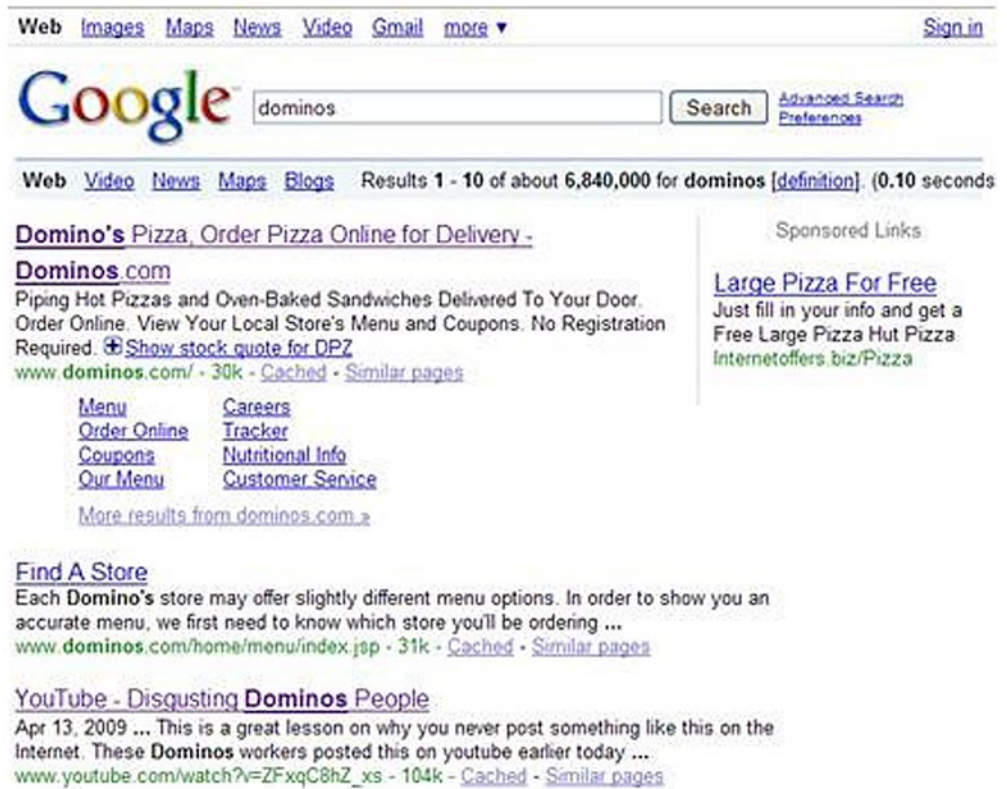 Web Images Maps News Video Gmail more ▼ Sign in
Google dominos Search Advanced Search
Preferences
Web Video News Maps Blogs Results 1 - 10 of about 6,840,000 for dominos [definition]. (0.10 seconds
Domino's Pizza, Order Pizza Online for Delivery -
Dominos.com
Piping Hot Pizzas and Oven-Baked Sandwiches Delivered To Your Door.
Order Online. View Your Local Store's Menu and Coupons. No Registration
Required. Show stock quote for DPZ
www.dominos.com/ - 30k - Cached - Similar pages
Menu Careers
Order Online Tracker
Coupons Nutritional Info
Our Menu Customer Service
More results from dominos.com »
Sponsored Links
Large Pizza For Free
Just fill in your info and get a
Free Large Pizza Hut Pizza
Internetoffers.biz/Pizza
Find A Store
Each Domino's store may offer slightly different menu options. In order to show you an
accurate menu, we first need to know which store you'll be ordering ...
www.dominos.com/home/menu/index.jsp - 31k - Cached - Similar pages
YouTube - Disgusting Dominos People
Apr 13, 2009 ... This is a great lesson on why you never post something like this on the
Internet. These Dominos workers posted this on youtube earlier today ...
www.youtube.com/watch?v=ZFxqC8hZ_xs - 104k - Cached - Similar pages